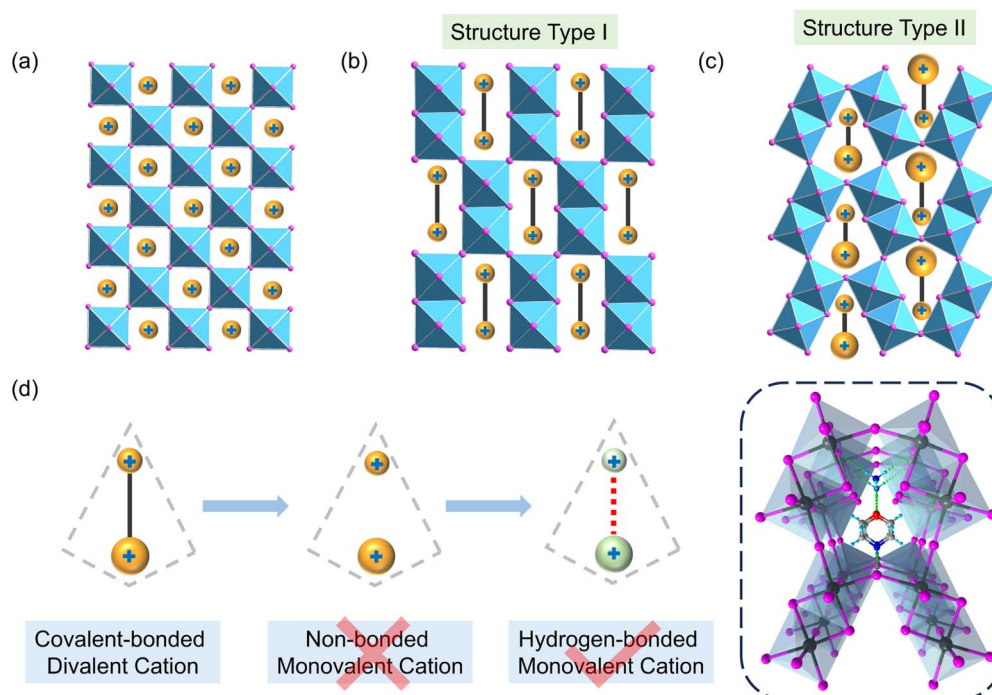 Structure Type I
Structure Type II
(a)
(b)
(c)
(d)
Covalent-bonded
Divalent Cation
Non-bonded
Monovalent Cation
Hydrogen-bonded
Monovalent Cation